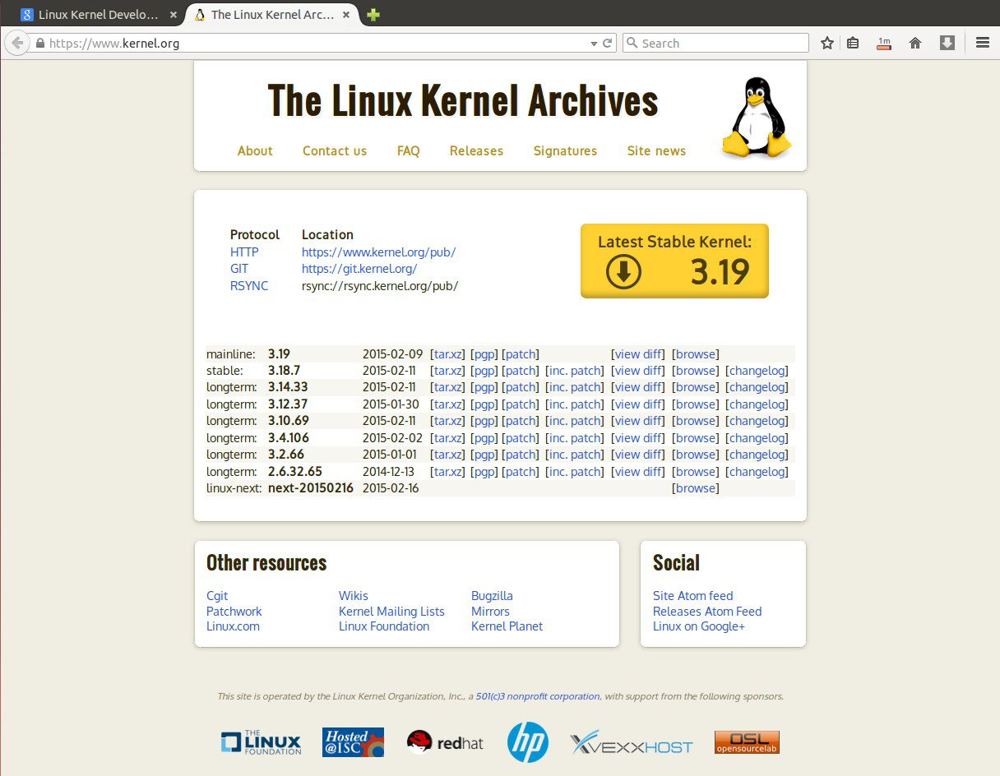 Linux Kernel Develo... × The Linux Kernel Arc... ×
https://www.kernel.org Search 1m
The Linux Kernel Archives
About Contact us FAQ Releases Signatures Site news
Protocol Location
HTTP https://www.kernel.org/pub/
GIT https://git.kernel.org/
RSYNC rsync://rsync.kernel.org/pub/
Latest Stable Kernel:
3.19
mainline: 3.19 2015-02-09 [tar.xz] [pgp] [patch] [view diff] [browse]
stable: 3.18.7 2015-02-11 [tar.xz] [pgp] [patch] [inc. patch] [view diff] [browse] [changelog]
longterm: 3.14.33 2015-02-11 [tar.xz] [pgp] [patch] [inc. patch] [view diff] [browse] [changelog]
longterm: 3.12.37 2015-01-30 [tar.xz] [pgp] [patch] [inc. patch] [view diff] [browse] [changelog]
longterm: 3.10.69 2015-02-11 [tar.xz] [pgp] [patch] [inc. patch] [view diff] [browse] [changelog]
longterm: 3.4.106 2015-02-02 [tar.xz] [pgp] [patch] [inc. patch] [view diff] [browse] [changelog]
longterm: 3.2.66 2015-01-01 [tar.xz] [pgp] [patch] [inc. patch] [view diff] [browse] [changelog]
longterm: 2.6.32.65 2014-12-13 [tar.xz] [pgp] [patch] [inc. patch] [view diff] [browse] [changelog]
linux-next: next-20150216 2015-02-16 [browse]
Other resources
Cgit Wikis Bugzilla
Patchwork Kernel Mailing Lists Mirrors
Linux.com Linux Foundation Kernel Planet
Social
Site Atom feed
Releases Atom Feed
Linux on Google+
This site is operated by the Linux Kernel Organization, Inc., a 501(c)3 nonprofit corporation, with support from the following sponsors.
THE
LINUX
FOUNDATION
Hosted
@ISC
redhat
hp
VEXXHOST
OSL
opensourcelab